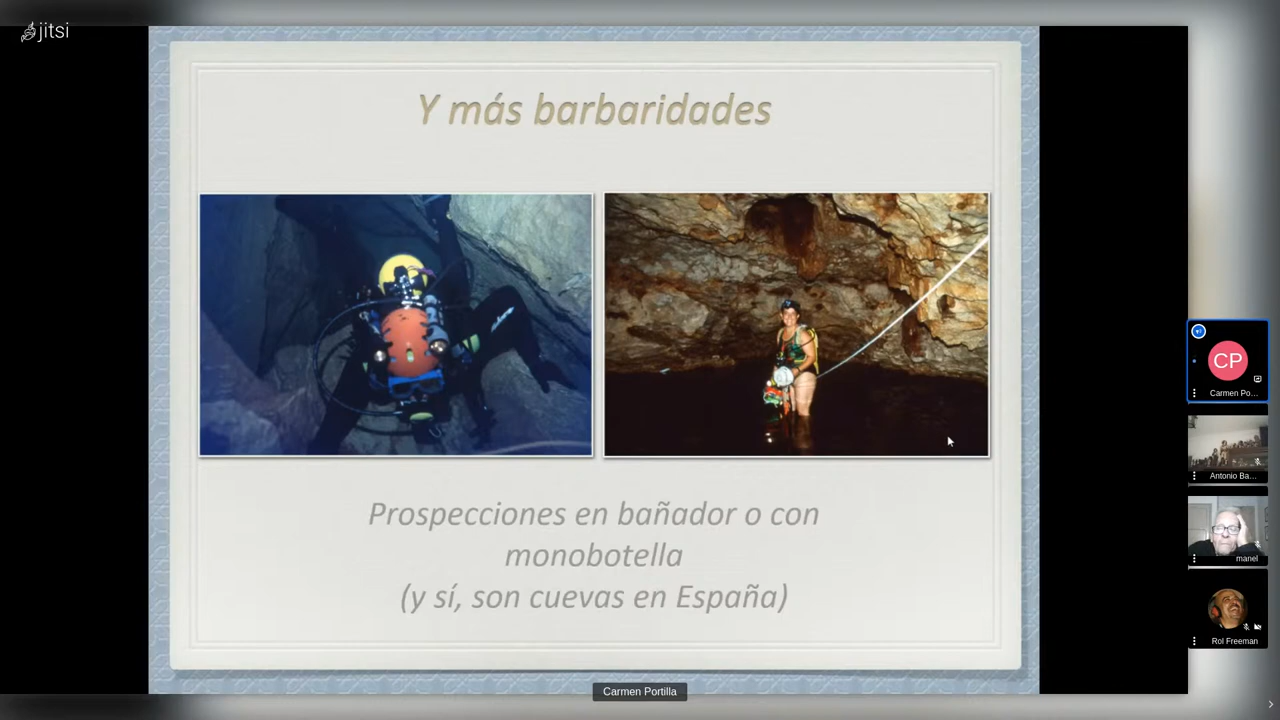 jitsi
Y más barbaridades
Prospecciones en bañador o con
monobotella
(y sí, son cuevas en España)
CP
Carmen Po...
Antonio Ba...
manel
Rol Freeman
Carmen Portilla